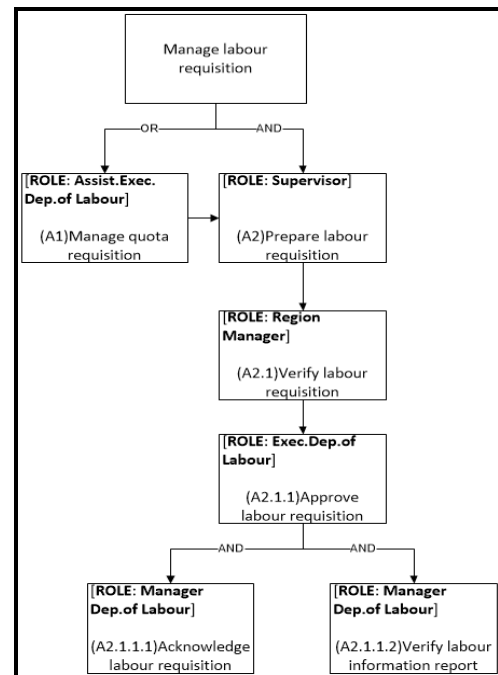 Manage labour
requisition
OR
AND
[ROLE: Assist.Exec.
Dep.of Labour]
(A1)Manage quota
requisition
[ROLE: Supervisor]
(A2)Prepare labour
requisition
[ROLE: Region
Manager]
(A2.1)Verify labour
requisition
[ROLE: Exec.Dep.of
Labour]
(A2.1.1)Approve
labour requisition
AND
AND
[ROLE: Manager
Dep.of Labour]
(A2.1.1.1)Acknowledge
labour requisition
[ROLE: Manager
Dep.of Labour]
(A2.1.1.2)Verify labour
information report